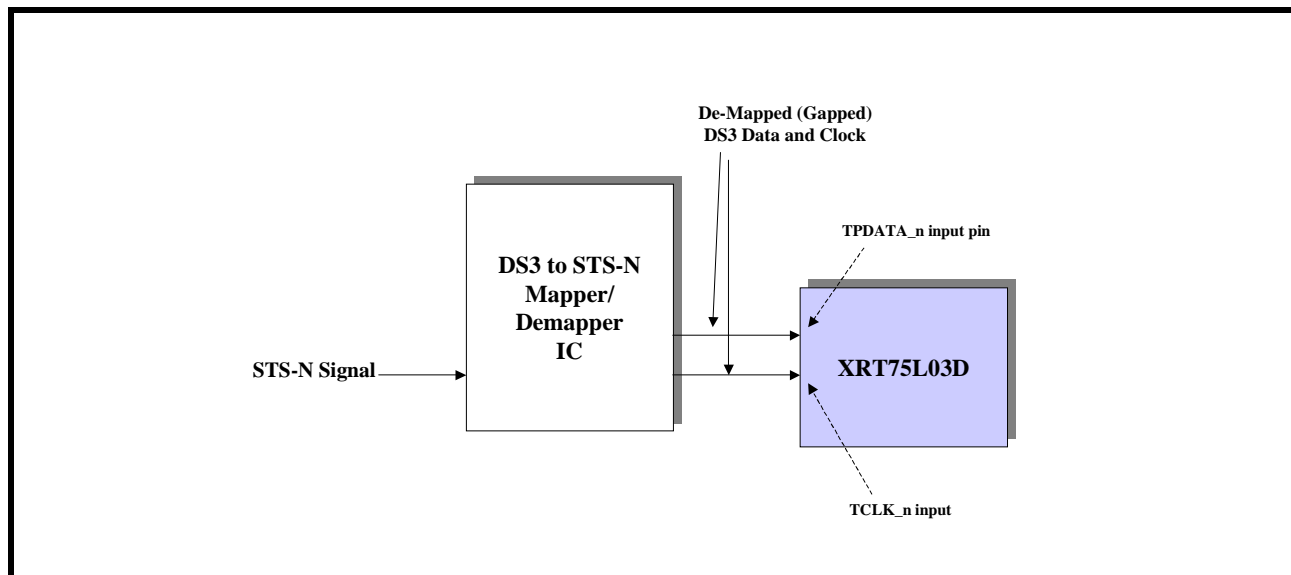 De-Mapped (Gapped)
DS3 Data and Clock
TPDATA_n input pin
DS3 to STS-N
Mapper/
Demapper
IC
STS-N Signal
XRT75L03D
TCLK_n input